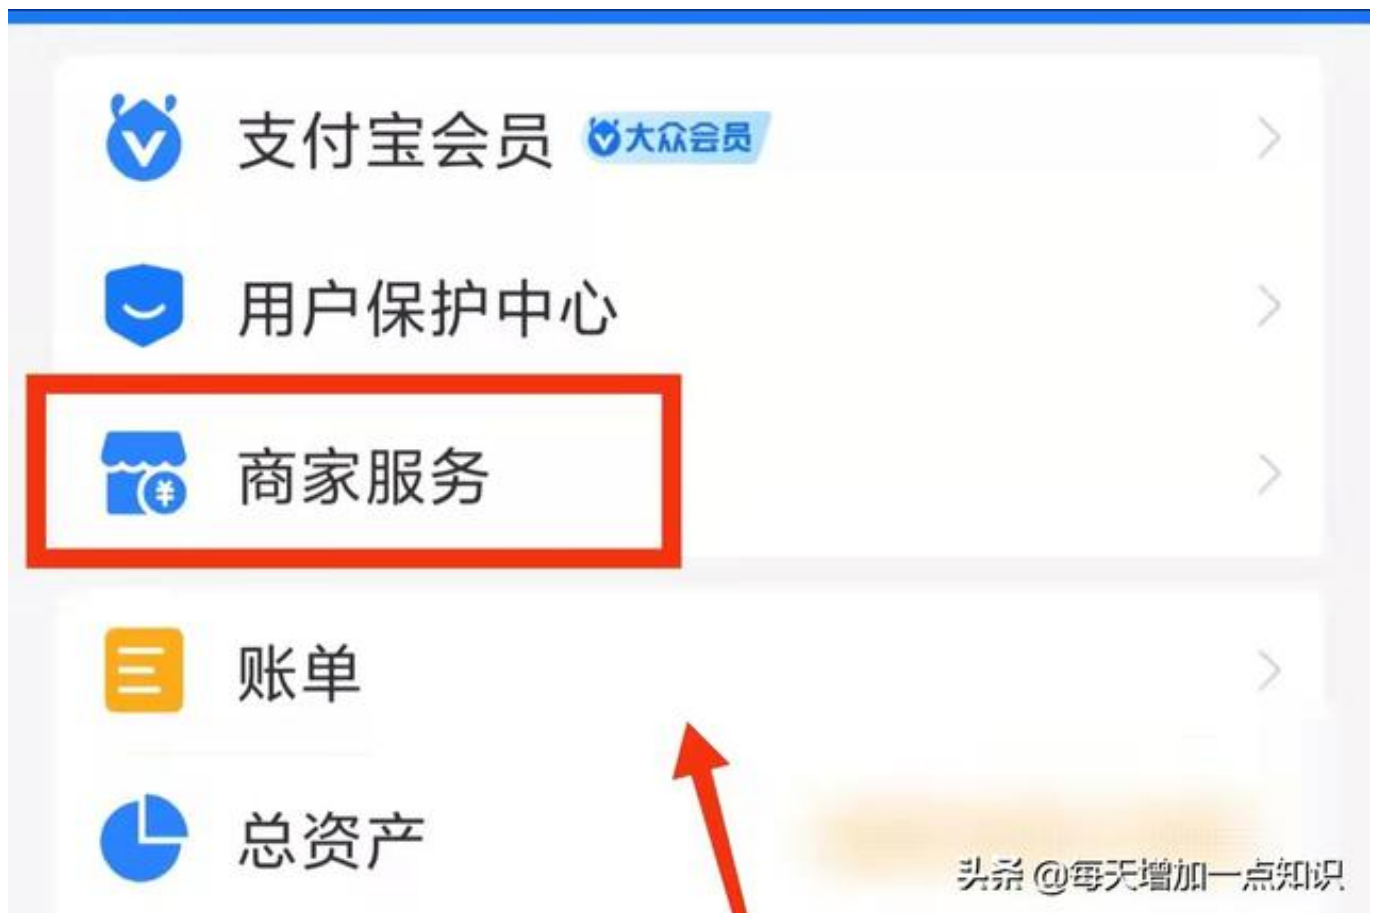 支付宝会员 大众会员
用户保护中心
商家服务
账单
总资产
头条 @每天增加一点知识